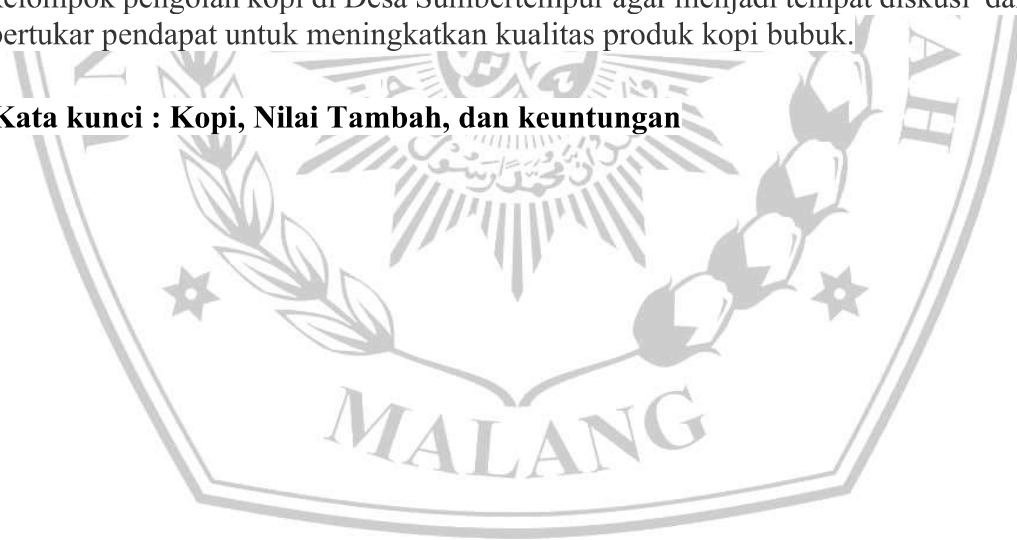 kelompok pengolah kopi di Desa Sumbertempur agar menjadi tempat diskusi dan
bertukar pendapat untuk meningkatkan kualitas produk kopi bubuk.
Kata kunci : Kopi, Nilai Tambah, dan keuntungan
MALANG